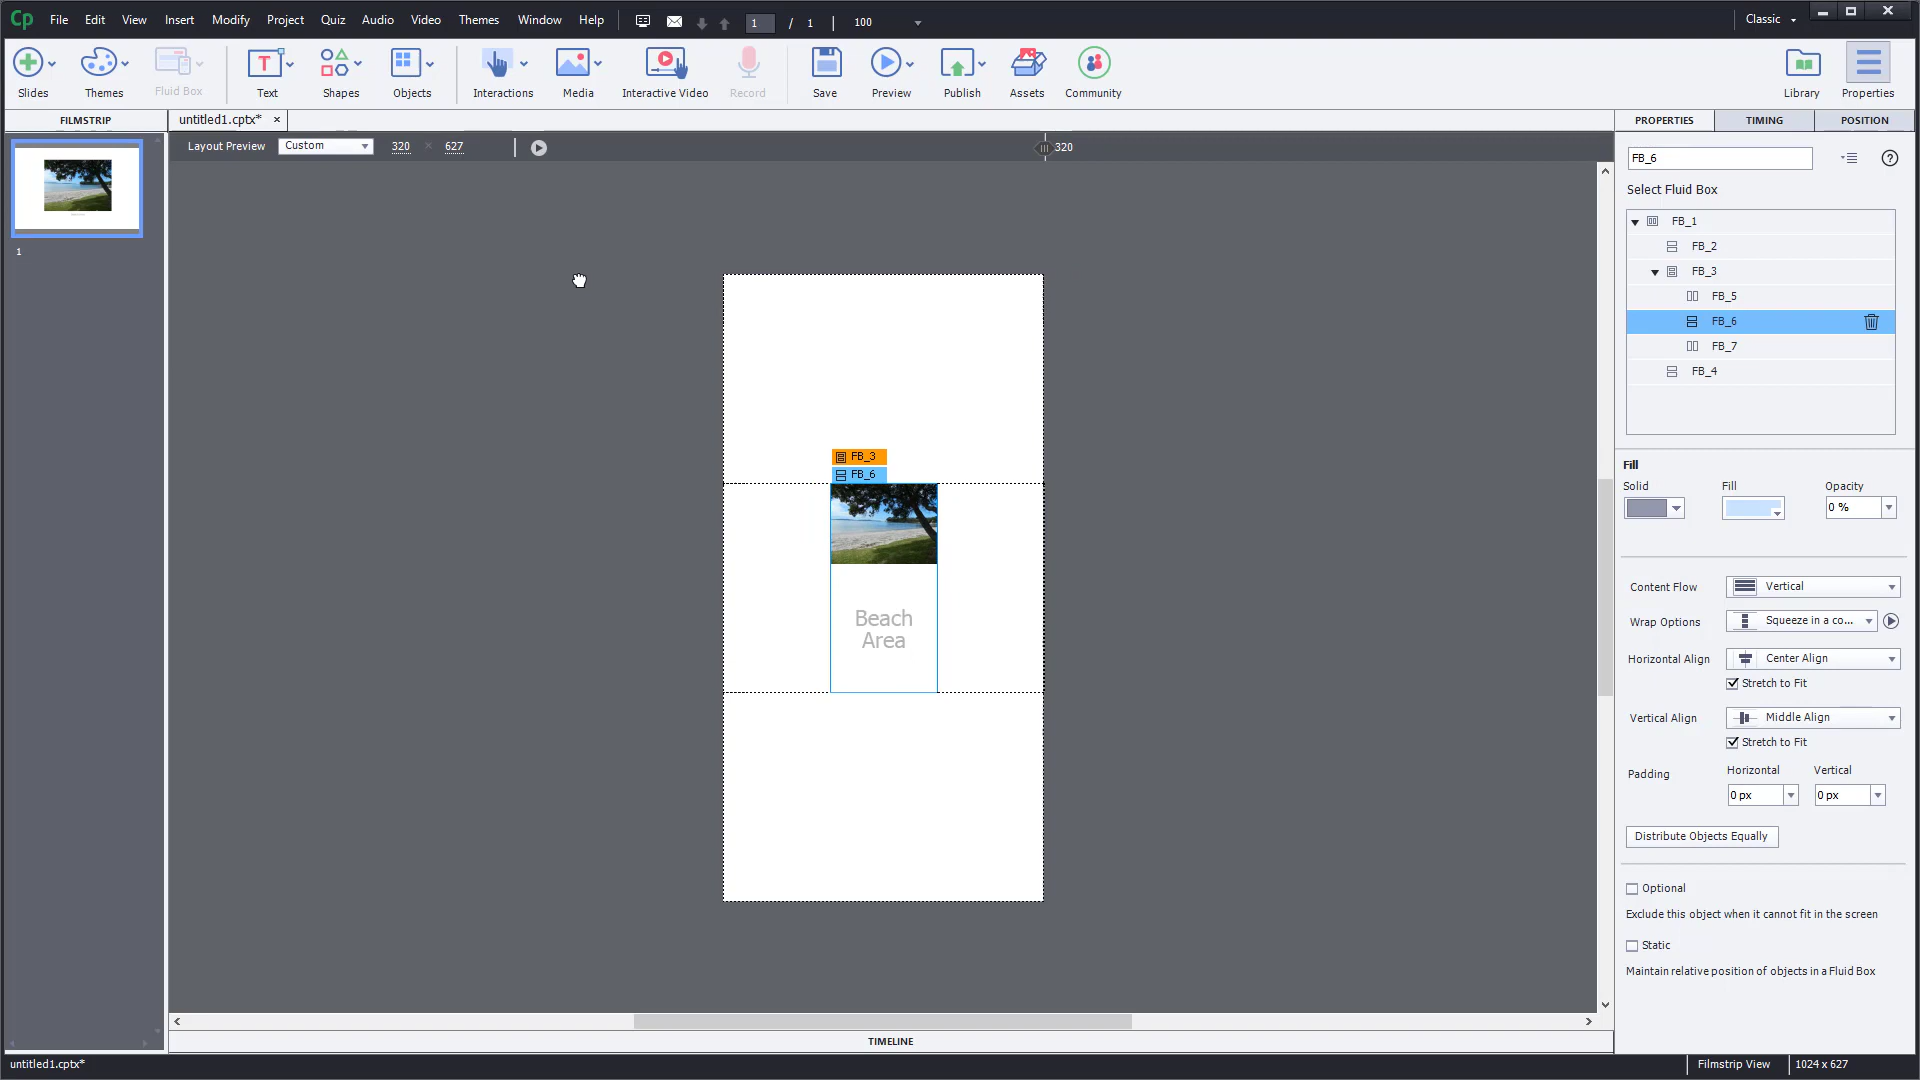 Cp File Edit View Insert Modify Project Quiz Audio Video Themes Window Help 1 / 1 100 Classic
Slides Themes Fluid Box Text Shapes Objects Interactions Media Interactive Video Record Save Preview Publish Assets Community Library Properties
FILMSTRIP untitled1.cptx* × PROPERTIES TIMING POSITION
Layout Preview Custom 320 × 627 320
1
FB_3
FB_6
Beach
Area
FB_6
Select Fluid Box
FB_1
FB_2
FB_3
FB_5
FB_6
FB_7
FB_4
Fill
Solid Fill Opacity
0 %
Content Flow Vertical
Wrap Options Squeeze in a co...
Horizontal Align Center Align
Stretch to Fit
Vertical Align Middle Align
Stretch to Fit
Padding Horizontal Vertical
0 px 0 px
Distribute Objects Equally
Optional
Exclude this object when it cannot fit in the screen
Static
Maintain relative position of objects in a Fluid Box
TIMELINE
untitled1.cptx* Filmstrip View 1024 x 627